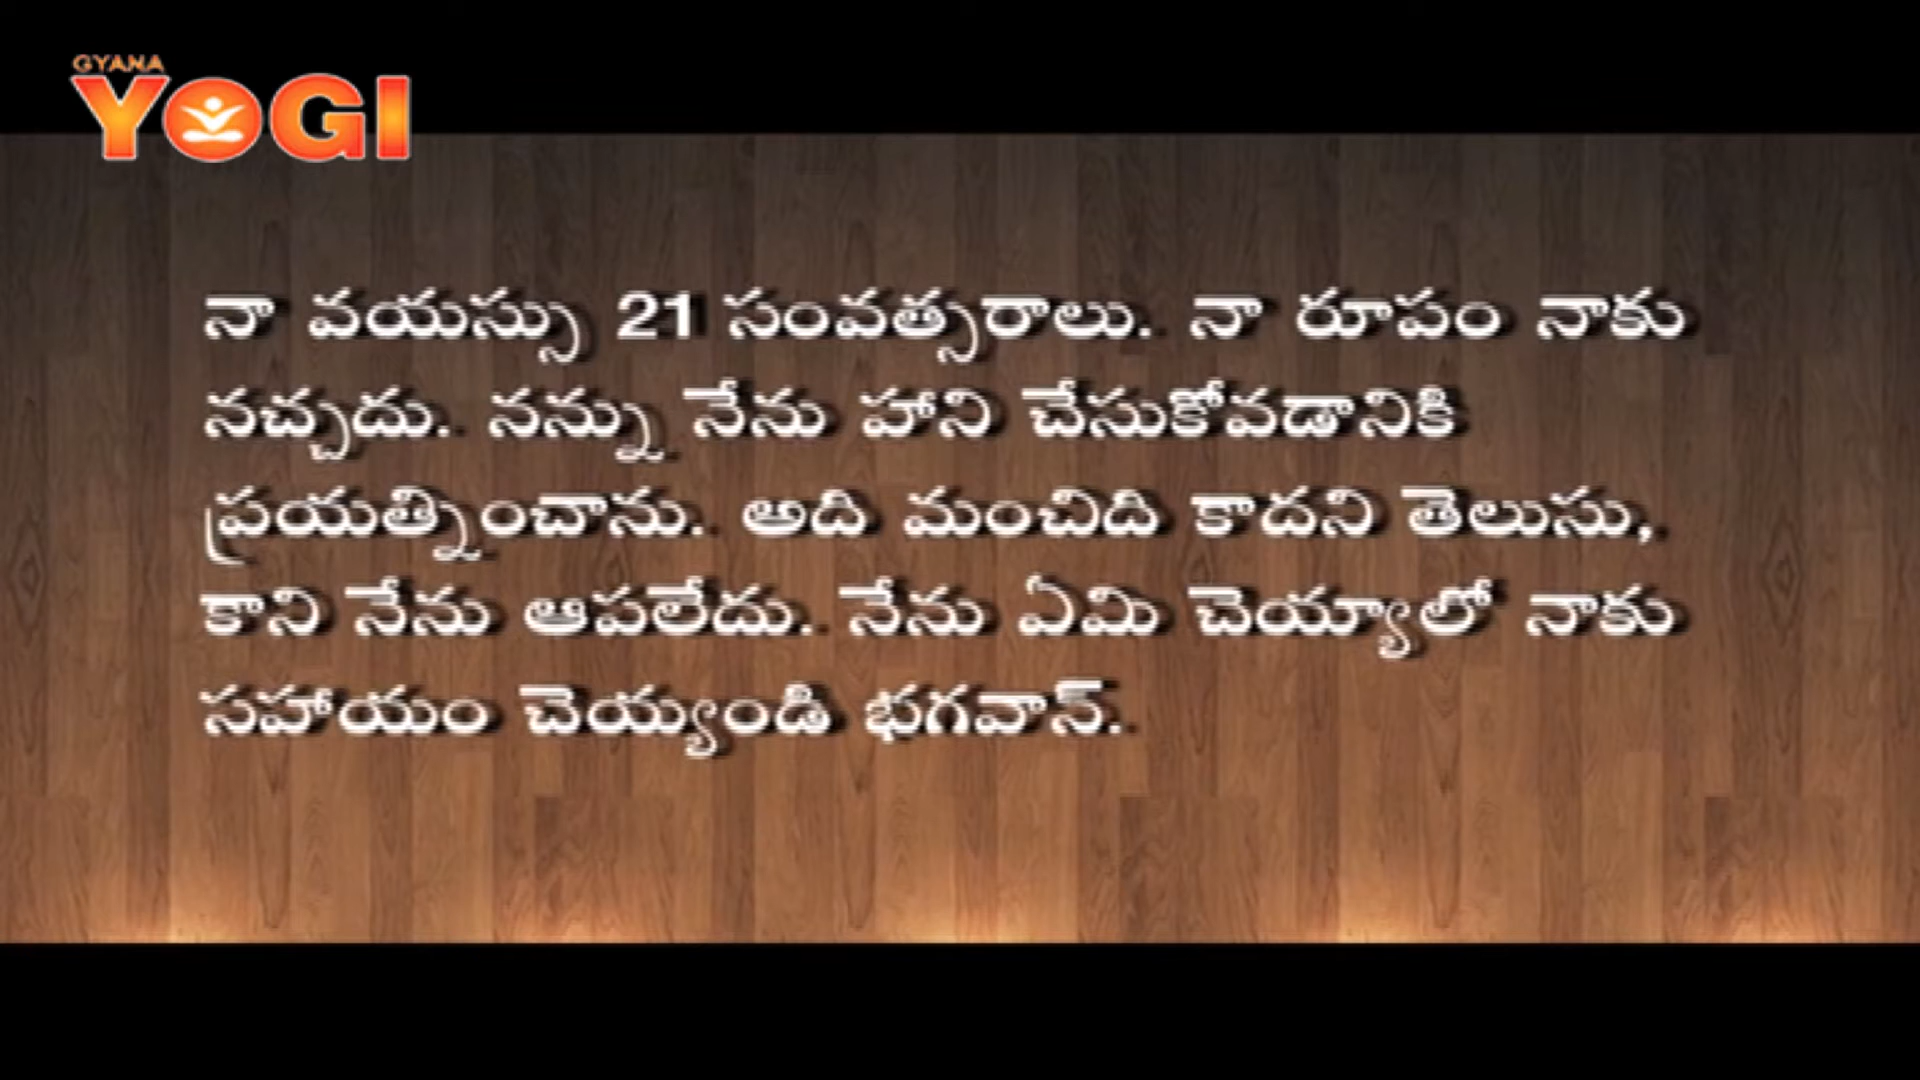 GYANA
YOGI
నా వయస్సు 21 సంవత్సరాలు. నా రూపం నాకు
నచ్చదు. నన్ను నేను హాని చేసుకోవడానికి
ప్రయత్నించాను. అది మంచిది కాదని తెలుసు,
కాని నేను ఆపలేదు. నేను ఏమి చెయ్యాలో నాకు
సహాయం చెయ్యండి భగవాన్.